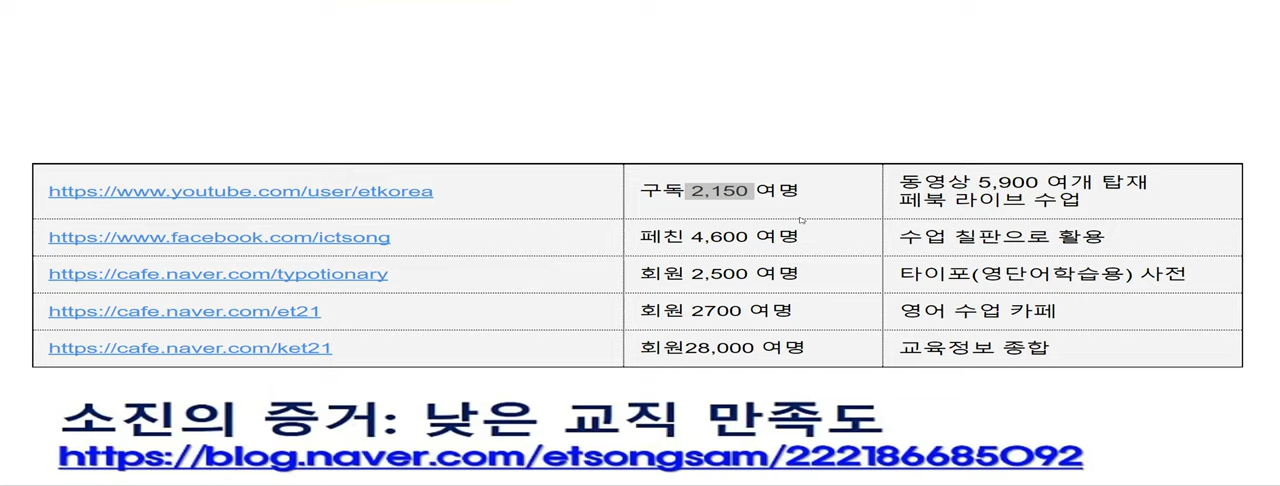 https://www.youtube.com/user/etkorea 구독 2,150 여명 동영상 5,900 여개 탑재
페북 라이브 수업
https://www.facebook.com/ictsong 페친 4,600 여명 수업 칠판으로 활용
https://cafe.naver.com/typotionary 회원 2,500 여명 타이포(영단어학습용) 사전
https://cafe.naver.com/et21 회원 2700 여명 영어 수업 카페
https://cafe.naver.com/ket21 회원28,000 여명 교육정보 종합
소진의 증거: 낮은 교직 만족도
https://blog.naver.com/etsongsam/222186685092